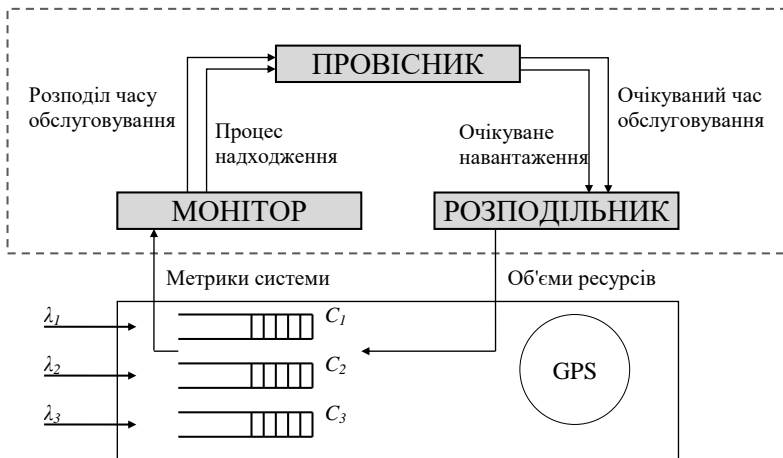 ПРОВІСНИК
Розподіл часу
обслуговування
Процес
надходження
Очікуване
навантаження
Очікуваний час
обслуговування
МОНІТОР
РОЗПОДІЛЬНИК
Метрики системи
Об'єми ресурсів
λ1
C1
λ2
C2
GPS
λ3
C3